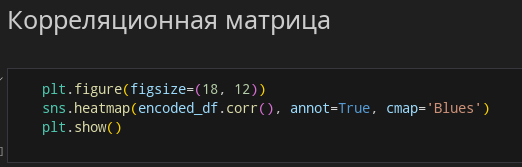 Корреляционная матрица
plt.figure(figsize=(18, 12))
sns.heatmap(encoded_df.corr(), annot=True, cmap='Blues')
plt.show()
]